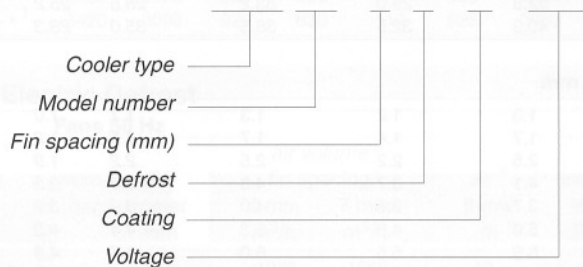 Cooler type
Model number
Fin spacing (mm)
Defrost
Coating
Voltage